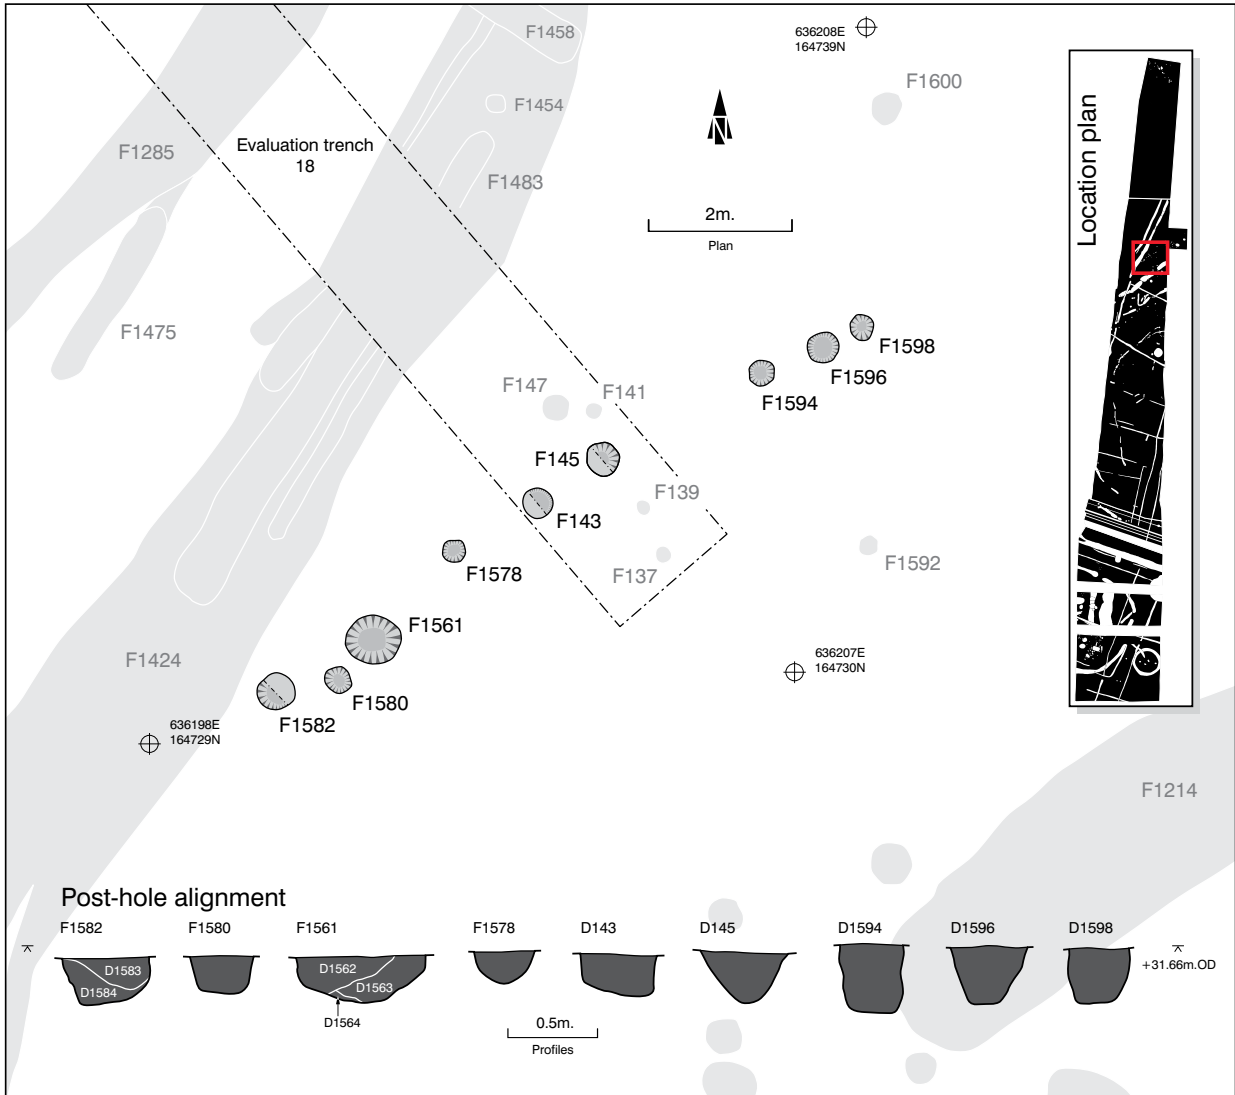 F1458
636208E
164739N
F1600
F1454
Evaluation trench
18
F1285
F1483
N
2m.
Plan
Location plan
F1475
F1598
F1596
F1594
F147
F141
F145
F139
F143
F1592
F1578
F137
F1561
F1424
636207E
164730N
F1580
F1582
636198E
164729N
F1214
Post-hole alignment
F1582
F1580
F1561
F1578
D143
D145
D1594
D1596
D1598
D1583
D1584
D1562
D1563
D1564
+31.66m.OD
0.5m.
Profiles